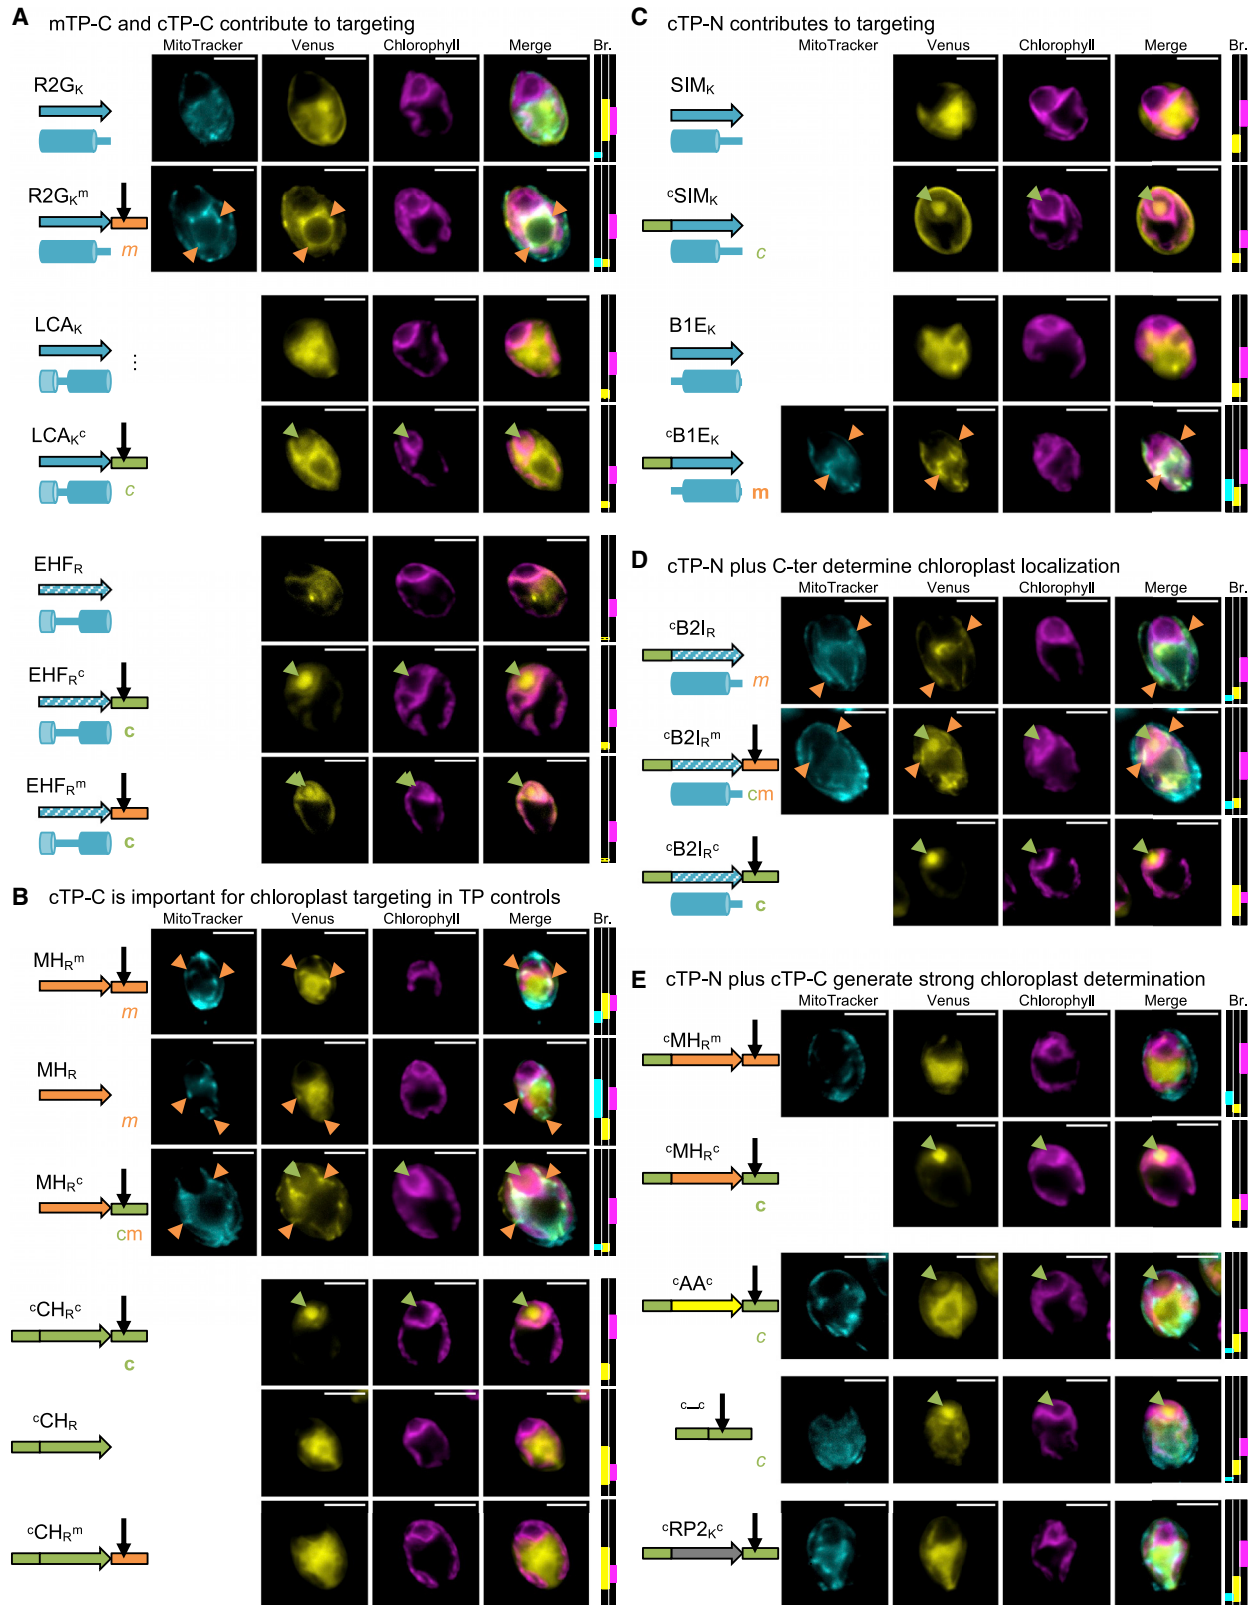 A mTP-C and cTP-C contribute to targeting
MitoTracker Venus Chlorophyll Merge Br.
R2GK
R2GKm
m
LCAK
⋮
LCAKc
c
EHFR
EHFRc
c
EHFRm
c
B cTP-C is important for chloroplast targeting in TP controls
MitoTracker Venus Chlorophyll Merge Br.
MHRm
m
MHR
m
MHRc
cm
cCHRc
c
cCHR
cCHRm
C cTP-N contributes to targeting
MitoTracker Venus Chlorophyll Merge Br.
SIMK
cSIMK
c
B1EK
cB1EK
m
D cTP-N plus C-ter determine chloroplast localization
MitoTracker Venus Chlorophyll Merge Br.
cB2IR
m
cB2IRm
cm
cB2IRc
c
E cTP-N plus cTP-C generate strong chloroplast determination
MitoTracker Venus Chlorophyll Merge Br.
cMHRm
cMHRc
c
cAAc
c
c–c
c
cRP2Kc